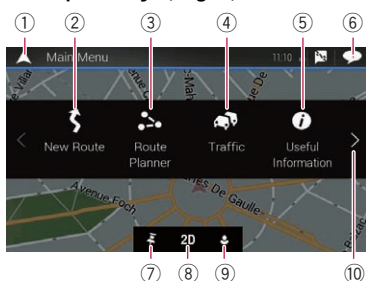 ① ② ③ ④ ⑤ ⑥
Main Menu 11:10
New Route
Route
Planner
Traffic
Useful
Information
Avenue Foch
es De Gaulle
2D
⑦ ⑧ ⑨ ⑩